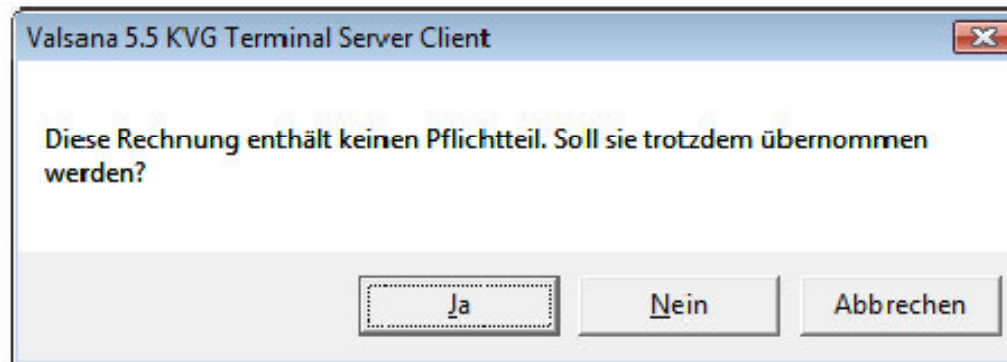 Valsana 5.5 KVG Terminal Server Client
Diese Rechnung enthält keinen Pflichtteil. Soll sie trotzdem übernommen
werden?
Ja
Nein
Abbrechen